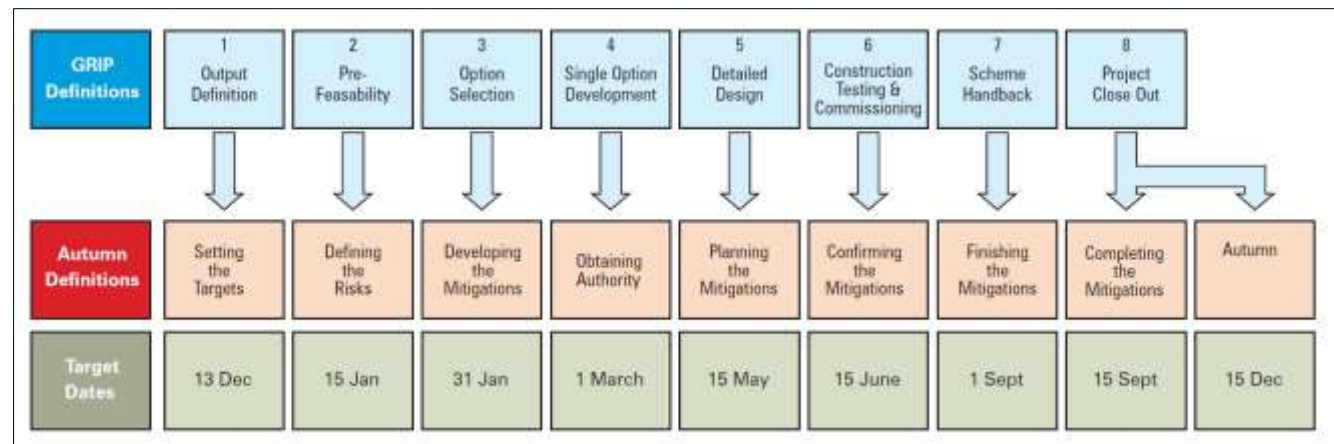 GRIP
Definitions
1
Output
Definition
2
Pre-
Feasability
3
Option
Selection
4
Single Option
Development
5
Detailed
Design
6
Construction
Testing &
Commissioning
7
Scheme
Handback
8
Project
Close Out
Autumn
Definitions
Setting
the
Targets
Defining
the
Risks
Developing
the
Mitigations
Obtaining
Authority
Planning
the
Mitigations
Confirming
the
Mitigations
Finishing
the
Mitigations
Completing
the
Mitigations
Autumn
Target
Dates
13 Dec
15 Jan
31 Jan
1 March
15 May
15 June
1 Sept
15 Sept
15 Dec